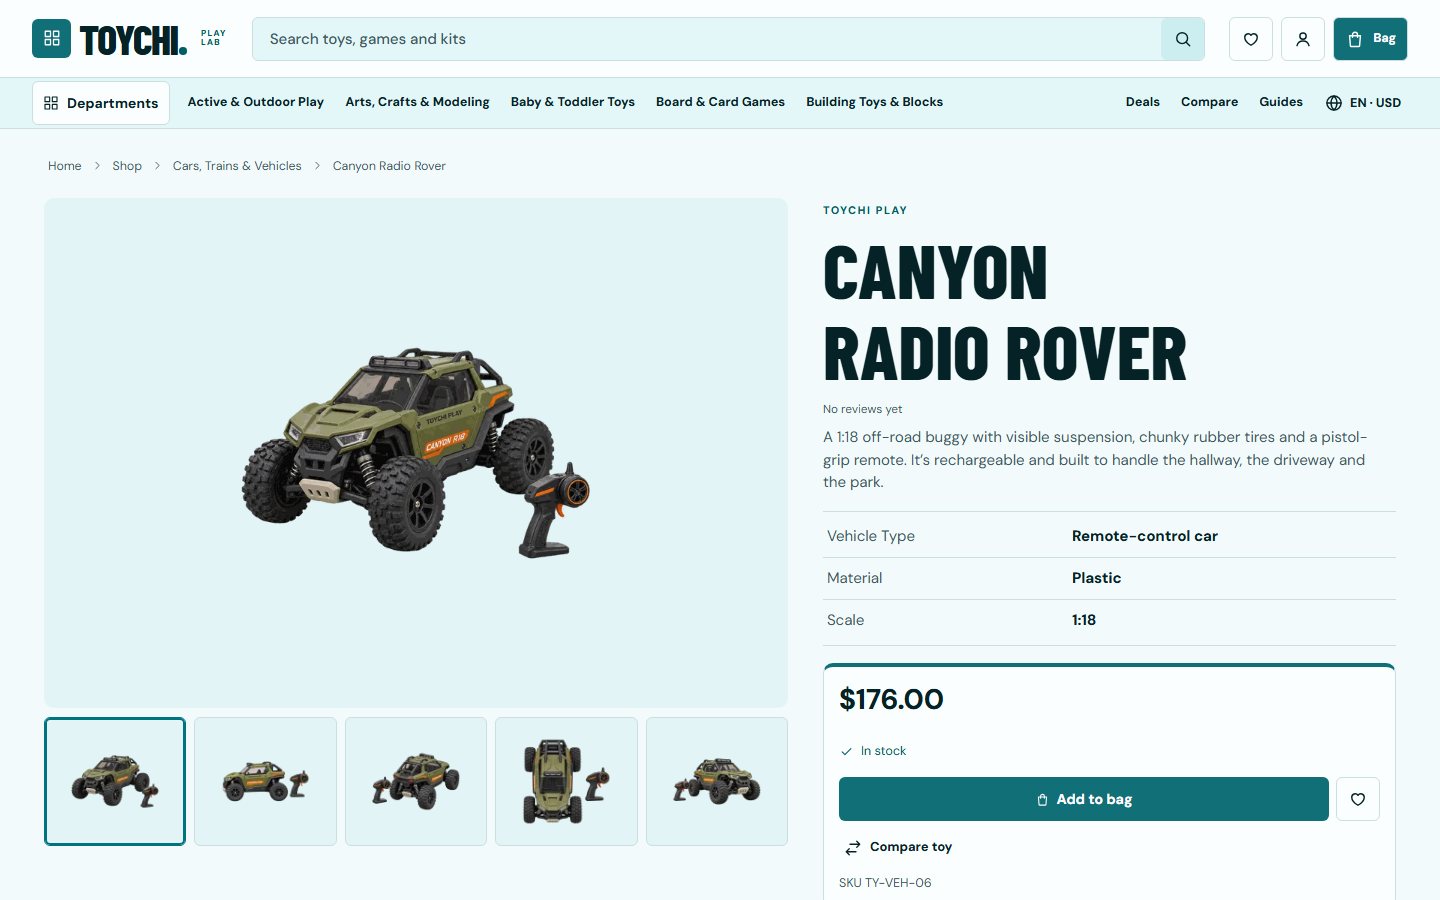 TOYCHI.
PLAY
LAB
Search toys, games and kits
Bag
Departments
Active & Outdoor Play
Arts, Crafts & Modeling
Baby & Toddler Toys
Board & Card Games
Building Toys & Blocks
Deals
Compare
Guides
EN · USD
Home
Shop
Cars, Trains & Vehicles
Canyon Radio Rover
TOYCHI PLAY
CANYON R18
TOYCHI PLAY
CANYON
RADIO ROVER
No reviews yet
A 1:18 off-road buggy with visible suspension, chunky rubber tires and a pistol-
grip remote. It’s rechargeable and built to handle the hallway, the driveway and
the park.
Vehicle Type
Remote-control car
Material
Plastic
Scale
1:18
$176.00
In stock
Add to bag
Compare toy
SKU TY-VEH-06